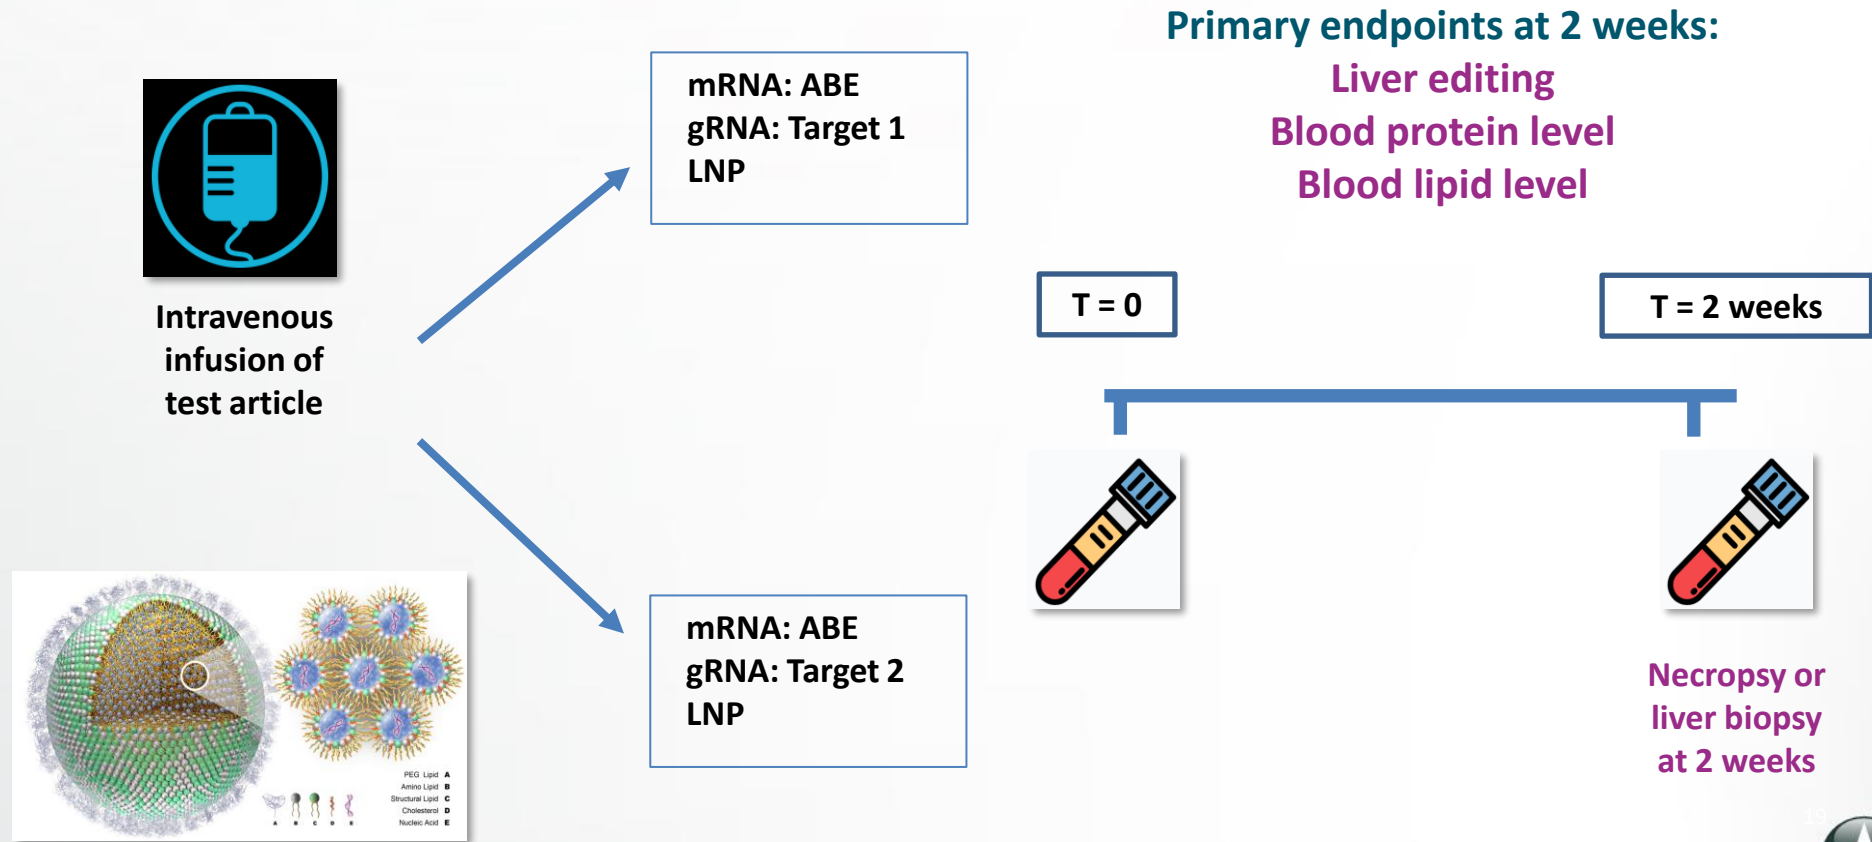 Primary endpoints at 2 weeks:
Liver editing
Blood protein level
Blood lipid level
mRNA: ABE
gRNA: Target 1
LNP
Intravenous
infusion of
test article
T = 0
T = 2 weeks
mRNA: ABE
gRNA: Target 2
LNP
Necropsy or
liver biopsy
at 2 weeks
PEG Lipid A
Amino Lipid B
Structural Lipid C
Cholesterol D
Nucleic Acid E
A B C D E
19